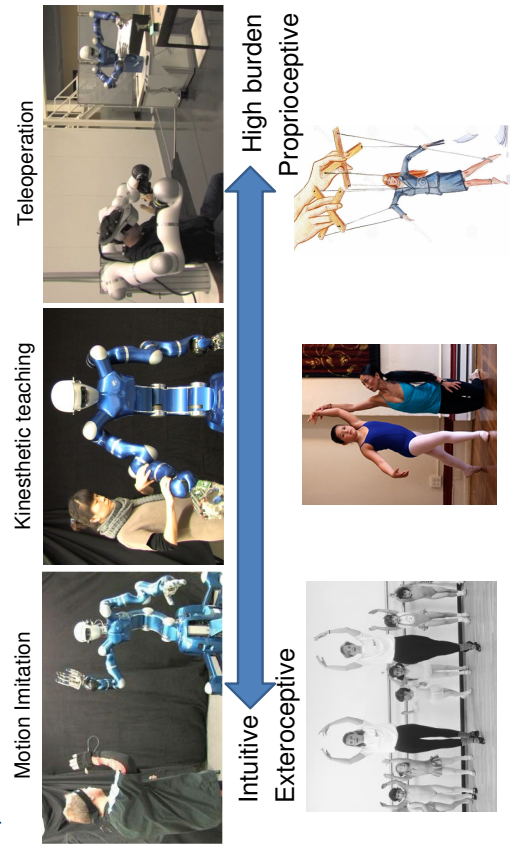 Motion Imitation
Kinesthetic teaching
Teleoperation
Intuitive
High burden
Exteroceptive
Proprioceptive